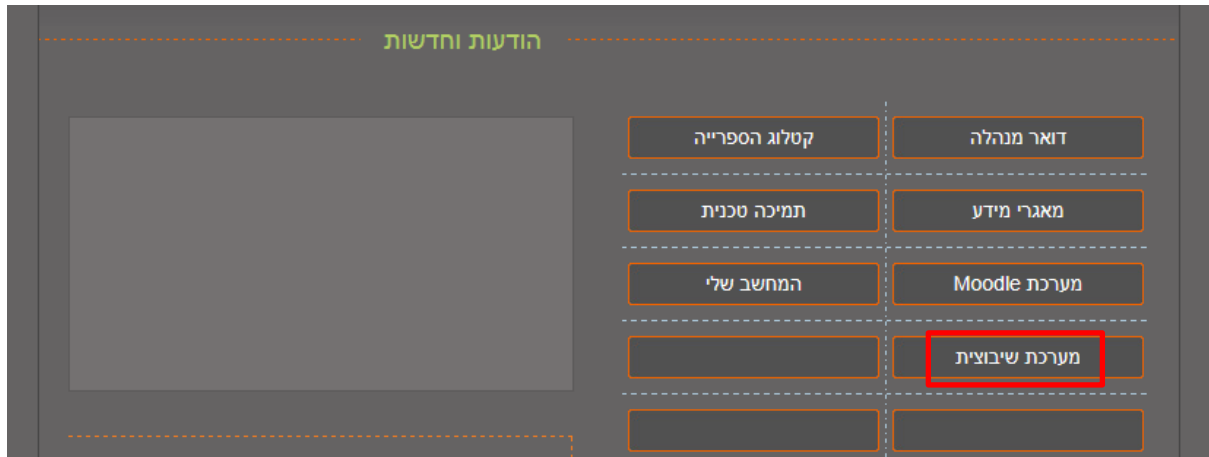 הודעות וחדשות
דואר מנהלה
קטלוג הספרייה
מאגרי מידע
תמיכה טכנית
מערכת Moodle
המחשב שלי
מערכת שיבוצית